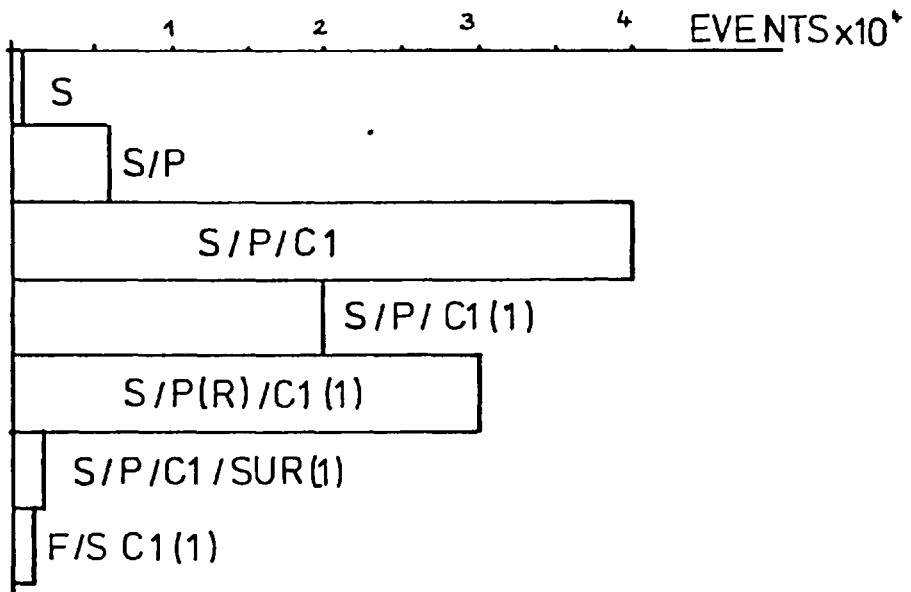 1 2 3 4 EVENTS x10⁴
S
S/P
S/P/C1
S/P/C1(1)
S/P(R)/C1(1)
S/P/C1/SUR(1)
F/S C1(1)